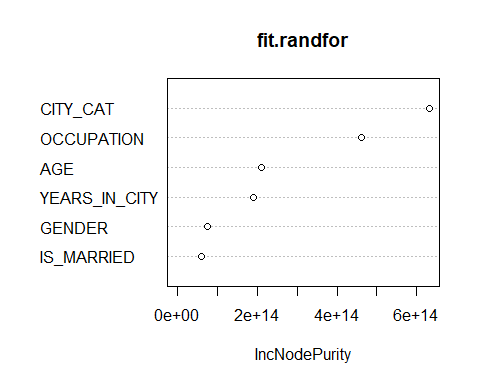 fit.randfor
CITY_CAT
OCCUPATION
AGE
YEARS_IN_CITY
GENDER
IS_MARRIED
0e+00 2e+14 4e+14 6e+14
IncNodePurity